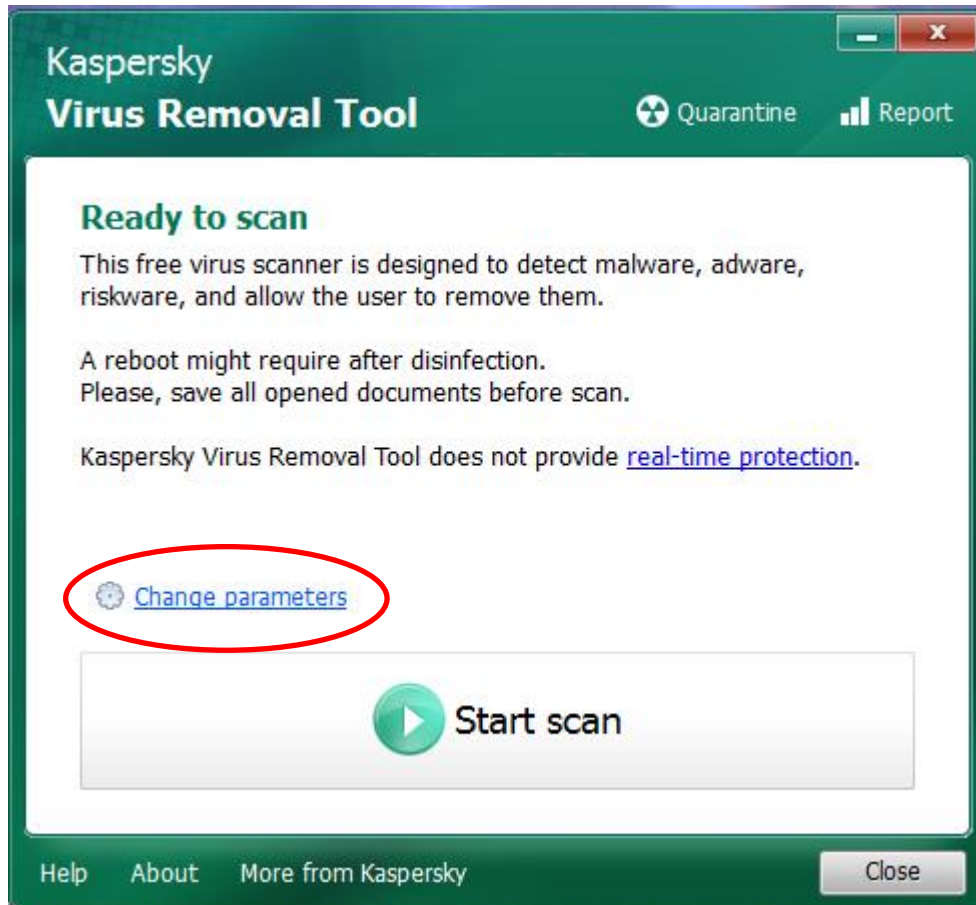 Kaspersky
Virus Removal Tool
Quarantine
Report
Ready to scan
This free virus scanner is designed to detect malware, adware,
riskware, and allow the user to remove them.
A reboot might require after disinfection.
Please, save all opened documents before scan.
Kaspersky Virus Removal Tool does not provide real-time protection.
Change parameters
Start scan
Help About More from Kaspersky Close